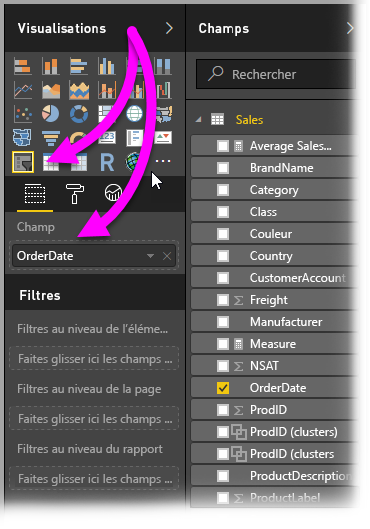 Visualisations
123
R
Champ
OrderDate
Filtres
Filtres au niveau de l'éléme...
Faites glisser ici les champs ...
Filtres au niveau de la page
Faites glisser ici les champs ...
Filtres au niveau du rapport
Faites glisser ici les champs ...
Champs
Rechercher
Sales
Average Sales...
BrandName
Category
Class
Couleur
Country
CustomerAccount
Σ Freight
Manufacturer
Measure
Σ NSAT
OrderDate
Σ ProdID
ProdID (clusters)
ProdID (clusters
ProductDescription
Σ ProductLabel